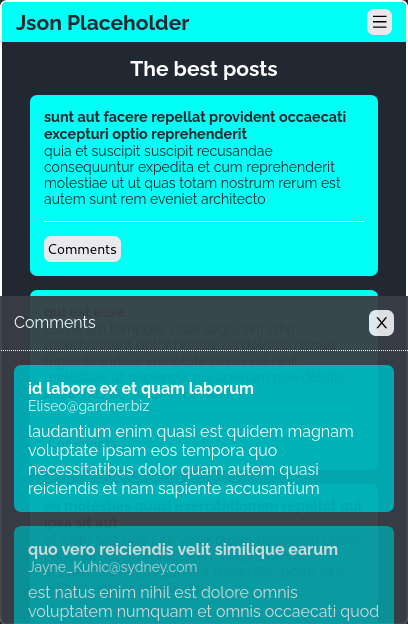 Json Placeholder
The best posts
sunt aut facere repellat provident occaecati
excepturi optio reprehenderit
quia et suscipit suscipit recusandae
consequuntur expedita et cum reprehenderit
molestiae ut ut quas totam nostrum rerum est
autem sunt rem eveniet architecto
Comments
qui est esse
Comments
X
id labore ex et quam laborum
Eliseo@gardner.biz
laudantium enim quasi est quidem magnam
voluptate ipsam eos tempora quo
necessitatibus dolor quam autem quasi
reiciendis et nam sapiente accusantium
quo vero reiciendis velit similique earum
Jayne_Kuhic@sydney.com
est natus enim nihil est dolore omnis
voluptatem numquam et omnis occaecati quod